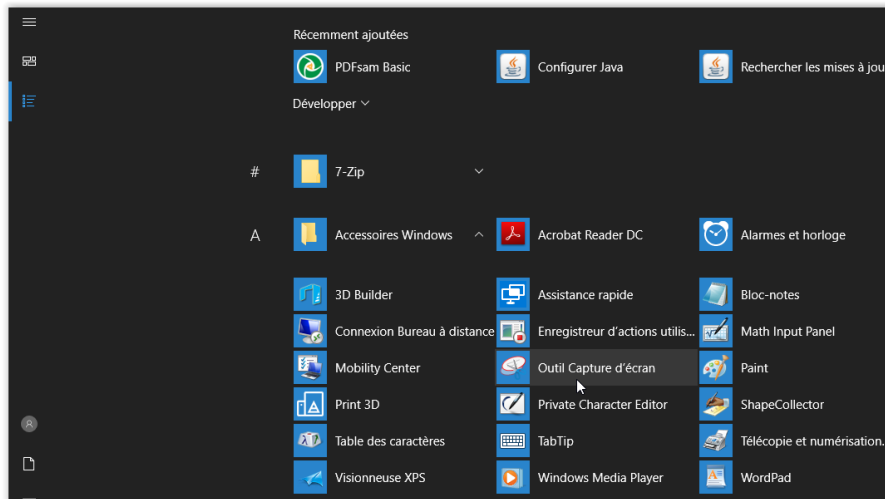 Récemment ajoutées
PDFsam Basic
Configurer Java
Rechercher les mises à jou
Développer
#
7-Zip
A
Accessoires Windows
Acrobat Reader DC
Alarmes et horloge
3D Builder
Assistance rapide
Bloc-notes
Connexion Bureau à distance
Enregistreur d'actions utilis...
Math Input Panel
Mobility Center
Outil Capture d'écran
Paint
Print 3D
Private Character Editor
ShapeCollector
Table des caractères
TabTip
Télécopie et numérisation.
Visionneuse XPS
Windows Media Player
WordPad